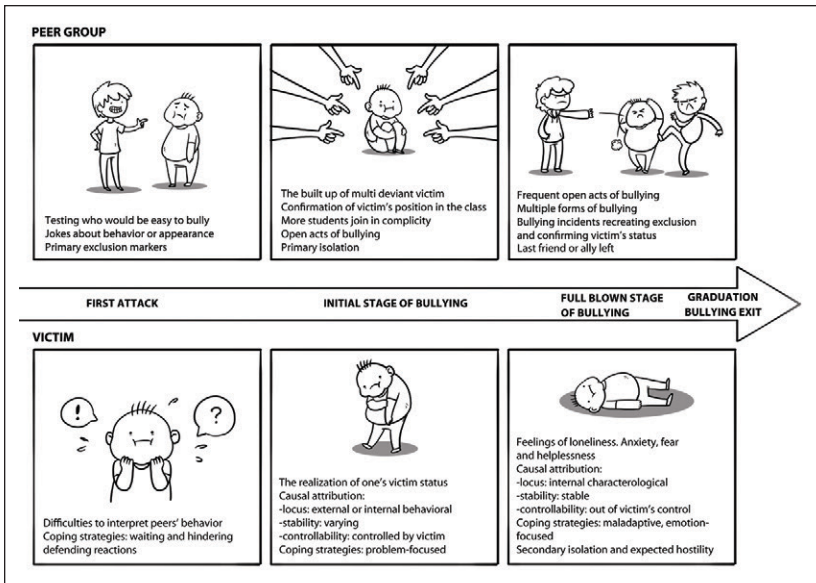 PEER GROUP
Testing who would be easy to bully
Jokes about behavior or appearance
Primary exclusion markers
The built up of multi deviant victim
Confirmation of victim's position in the class
More students join in complicity
Open acts of bullying
Primary isolation
Frequent open acts of bullying
Multiple forms of bullying
Bullying incidents recreating exclusion
and confirming victim's status
Last friend or ally left
FIRST ATTACK
INITIAL STAGE OF BULLYING
FULL BLOWN STAGE
OF BULLYING
GRADUATION
BULLYING EXIT
VICTIM
!
?
Difficulties to interpret peers' behavior
Coping strategies: waiting and hindering
defending reactions
The realization of one's victim status
Causal attribution:
-locus: external or internal behavioral
-stability: varying
-controllability: controlled by victim
Coping strategies: problem-focused
Feelings of loneliness. Anxiety, fear
and helplessness
Causal attribution:
-locus: internal characterological
-stability: stable
-controllability: out of victim's control
Coping strategies: maladaptive, emotion-
focused
Secondary isolation and expected hostility